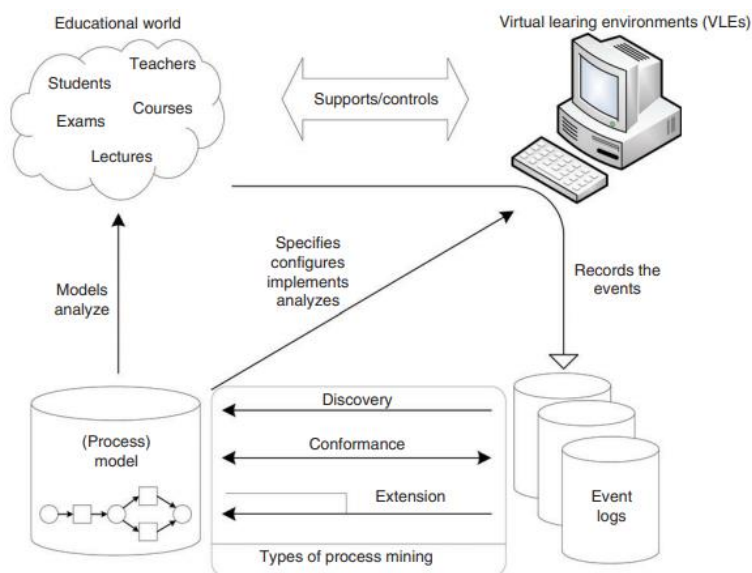 Educational world
Virtual learing environments (VLEs)
Teachers
Students
Courses
Exams
Lectures
Supports/controls
Specifies
configures
implements
analyzes
Records the
events
Models
analyze
Discovery
(Process)
model
Conformance
Extension
Event
logs
Types of process mining